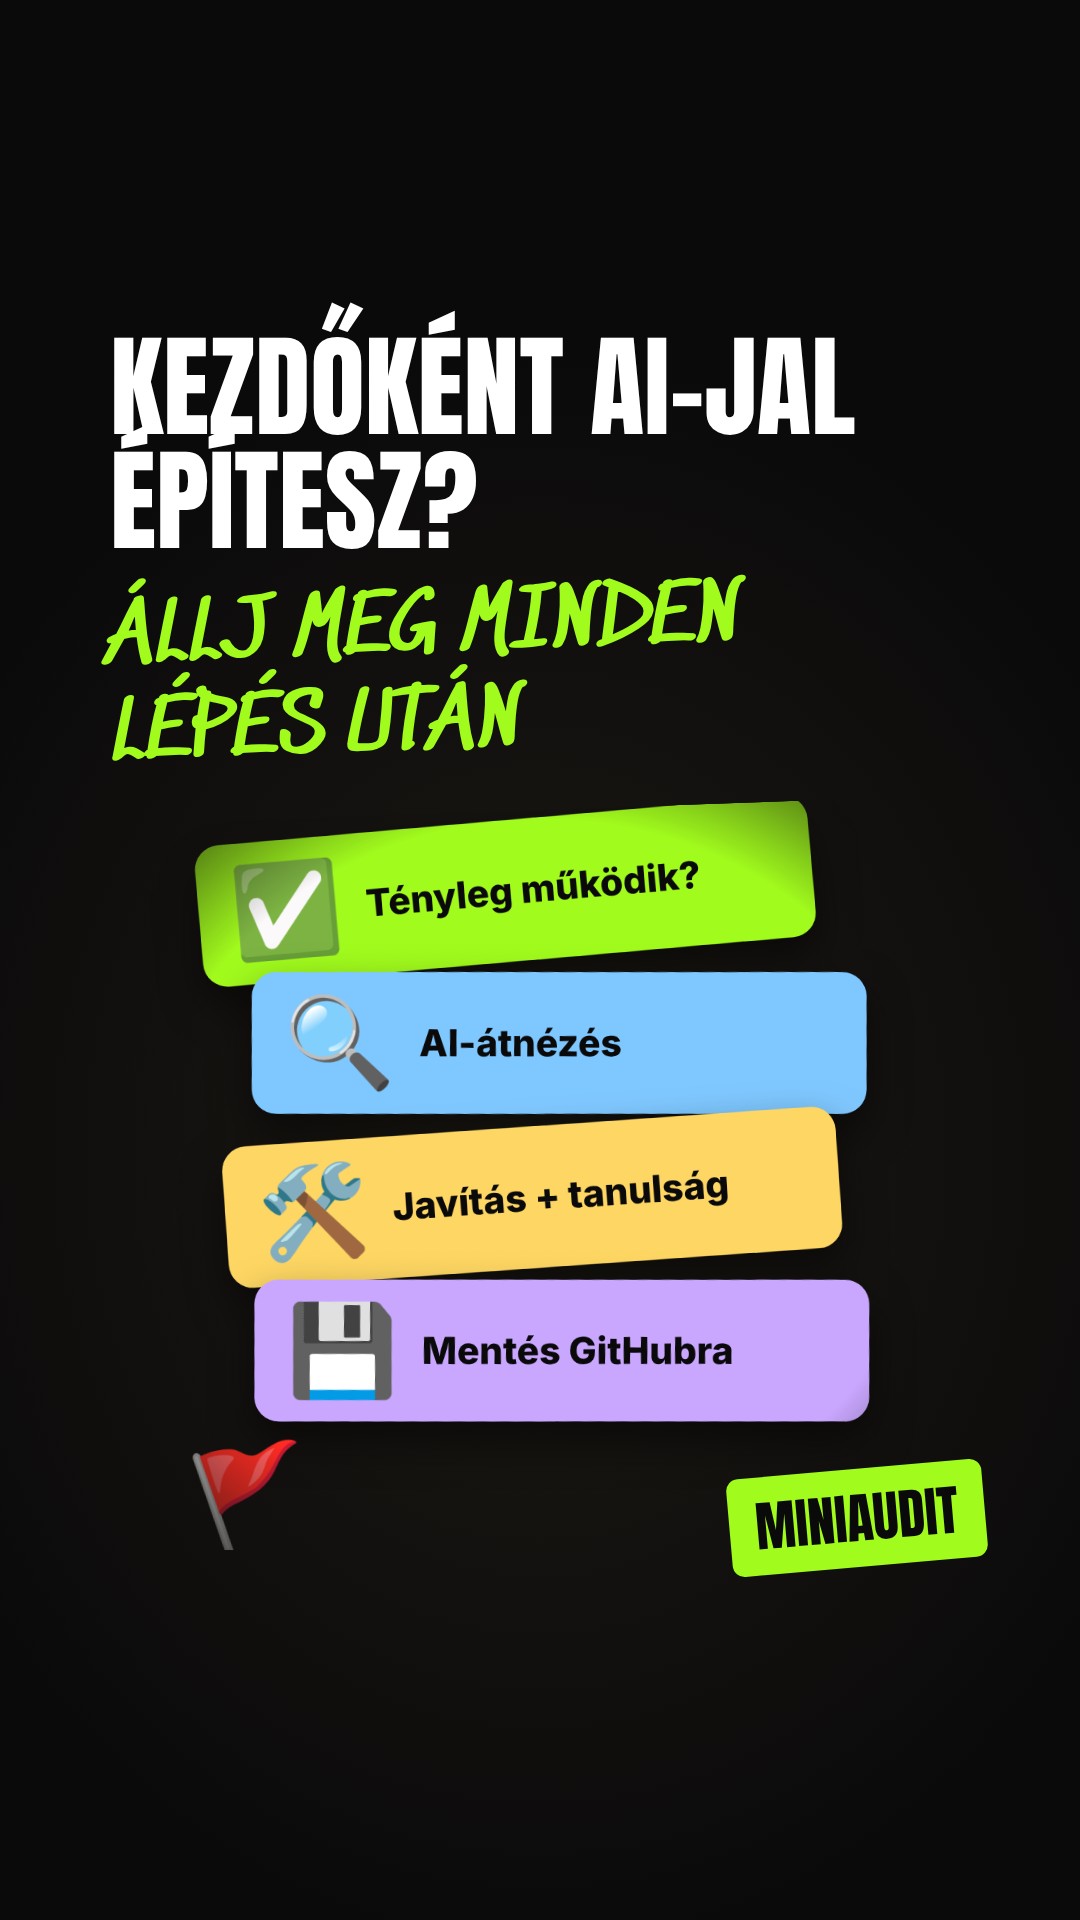 KEZDŐKÉNT AI-JAL
ÉPÍTESZ?
ÁLLJ MEG MINDEN
LÉPÉS UTÁN
Tényleg működik?
AI-átnézés
Javítás + tanulság
Mentés GitHubra
MINIAUDIT